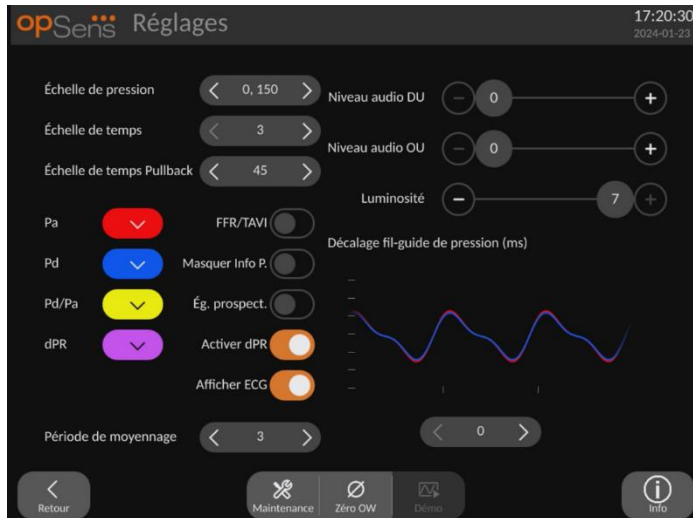 opSens Réglages
17:20:30
2024-01-23
Échelle de pression
0, 150
Échelle de temps
3
Échelle de temps Pullback
45
Niveau audio DU
0
Niveau audio OU
0
Luminosité
7
Pa
Pd
Pd/Pa
dPR
FFR/TAVI
Masquer Info P.
Ég. prospect.
Activer dPR
Afficher ECG
Décalage fil-guide de pression (ms)
0
Période de moyennage
3
Retour
Maintenance
Zéro OW
Démo
Info